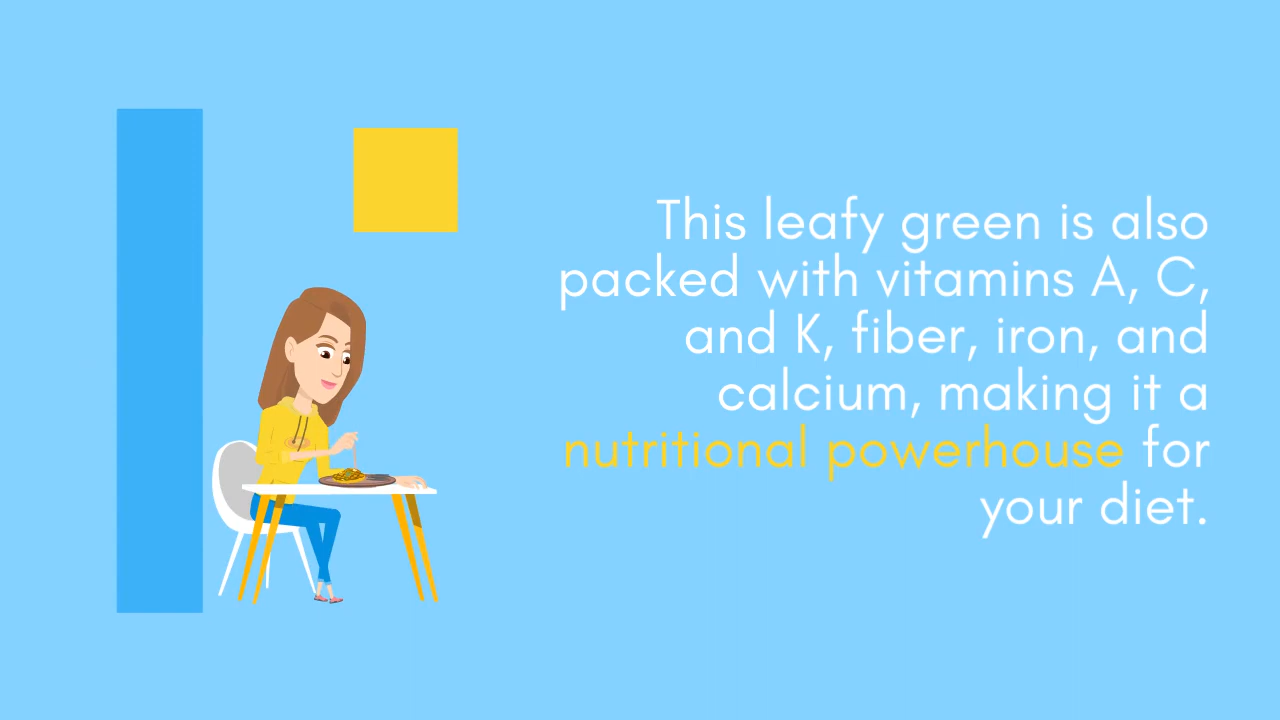 This leafy green is also
packed with vitamins A, C,
and K, fiber, iron, and
calcium, making it a
nutritional powerhouse for
your diet.